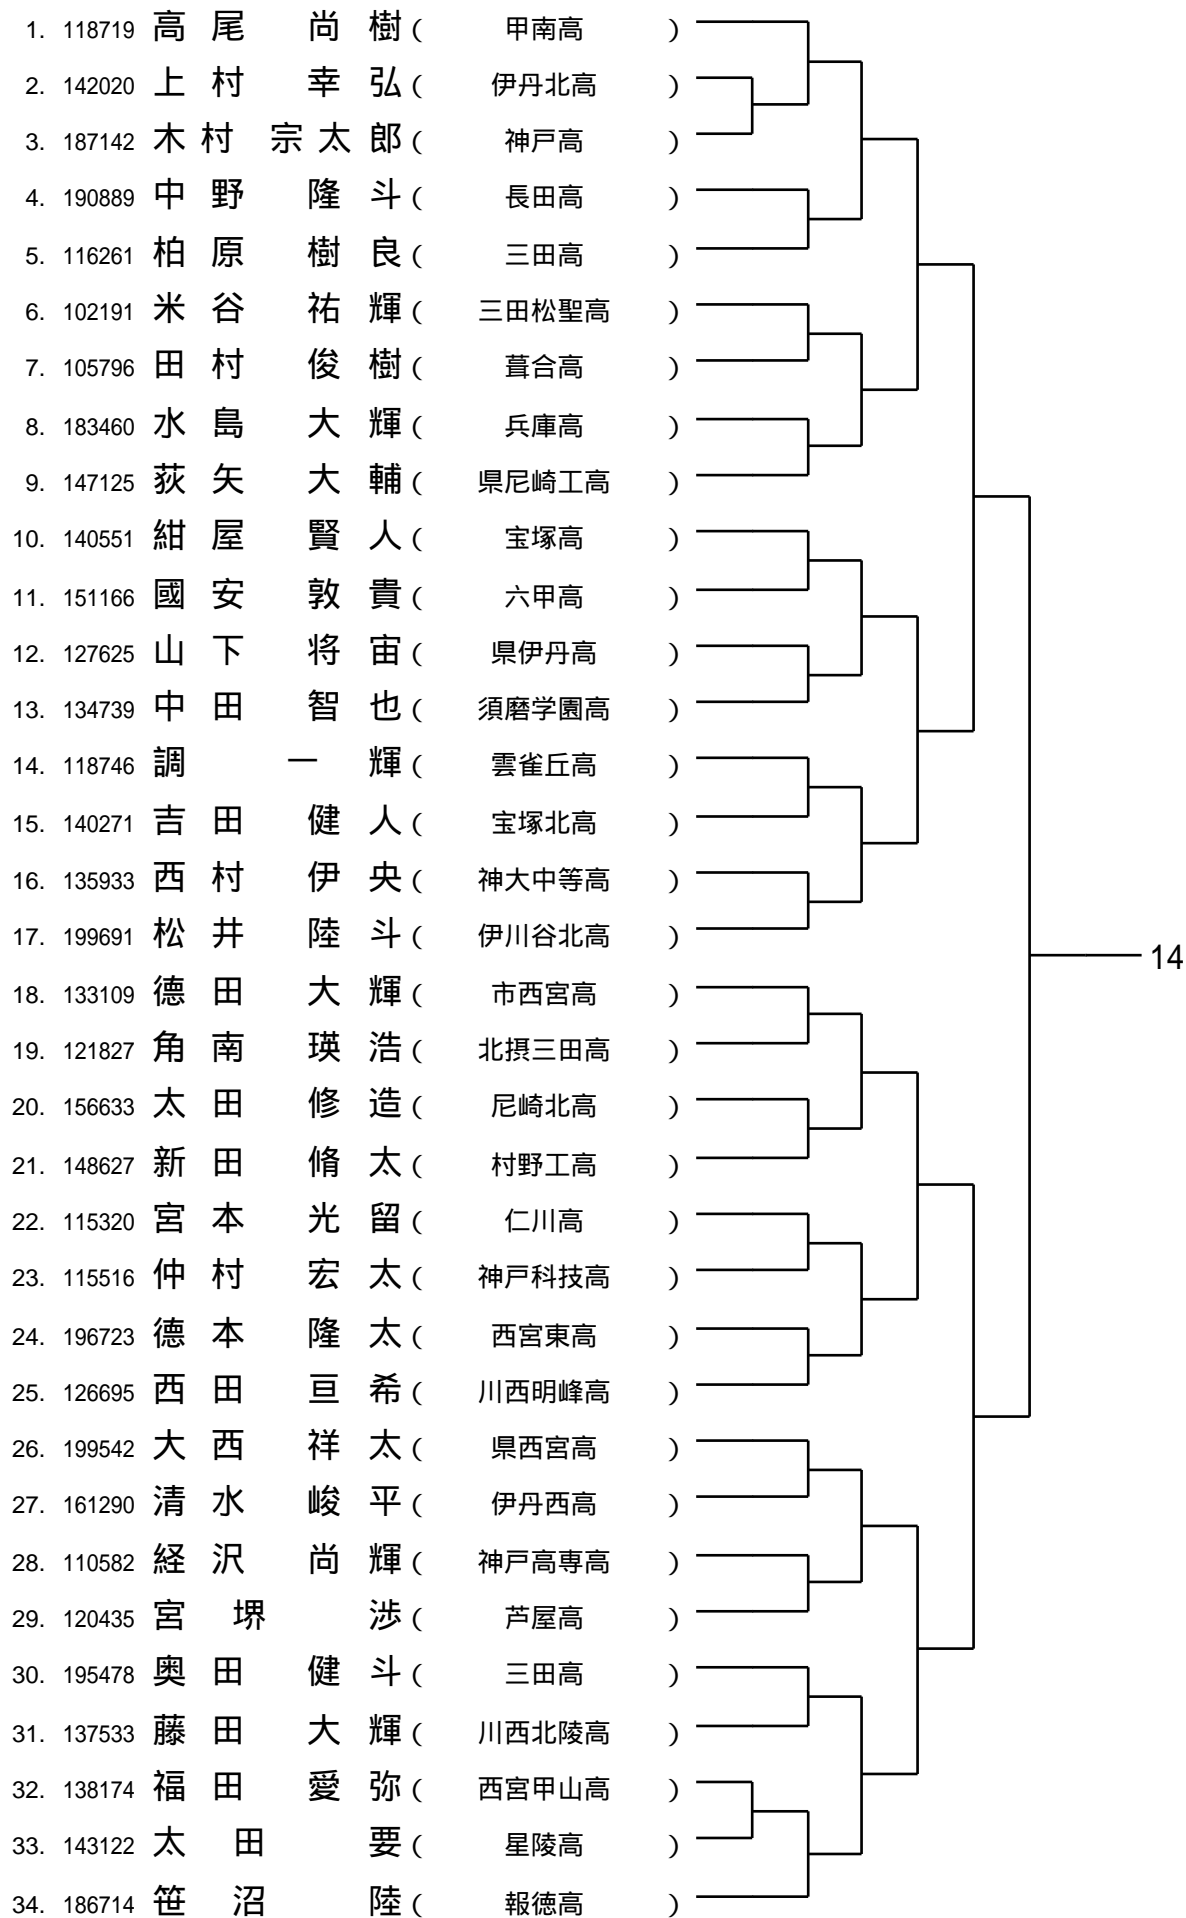 1. 118719 高尾 尚樹 ( 甲南高 )
2. 142020 上村 幸弘 ( 伊丹北高 )
3. 187142 木村 宗太郎 ( 神戸高 )
4. 190889 中野 隆斗 ( 長田高 )
5. 116261 柏原 樹良 ( 三田高 )
6. 102191 米谷 祐輝 ( 三田松聖高 )
7. 105796 田村 俊樹 ( 葺合高 )
8. 183460 水島 大輝 ( 兵庫高 )
9. 147125 荻矢 大輔 ( 県尼崎工高 )
10. 140551 紺屋 賢人 ( 宝塚高 )
11. 151166 國安 敦貴 ( 六甲高 )
12. 127625 山下 将宙 ( 県伊丹高 )
13. 134739 中田 智也 ( 須磨学園高 )
14. 118746 調 一輝 ( 雲雀丘高 )
15. 140271 吉田 健人 ( 宝塚北高 )
16. 135933 西村 伊央 ( 神大中等高 )
17. 199691 松井 陸斗 ( 伊川谷北高 )
14
18. 133109 德田 大輝 ( 市西宮高 )
19. 121827 角南 瑛浩 ( 北摂三田高 )
20. 156633 太田 修造 ( 尼崎北高 )
21. 148627 新田 脩太 ( 村野工高 )
22. 115320 宮本 光留 ( 仁川高 )
23. 115516 仲村 宏太 ( 神戸科技高 )
24. 196723 德本 隆太 ( 西宮東高 )
25. 126695 西田 亘希 ( 川西明峰高 )
26. 199542 大西 祥太 ( 県西宮高 )
27. 161290 清水 峻平 ( 伊丹西高 )
28. 110582 経沢 尚輝 ( 神戸高専高 )
29. 120435 宮堺 渉 ( 芦屋高 )
30. 195478 奥田 健斗 ( 三田高 )
31. 137533 藤田 大輝 ( 川西北陵高 )
32. 138174 福田 愛弥 ( 西宮甲山高 )
33. 143122 太田 要 ( 星陵高 )
34. 186714 笹沼 陸 ( 報徳高 )